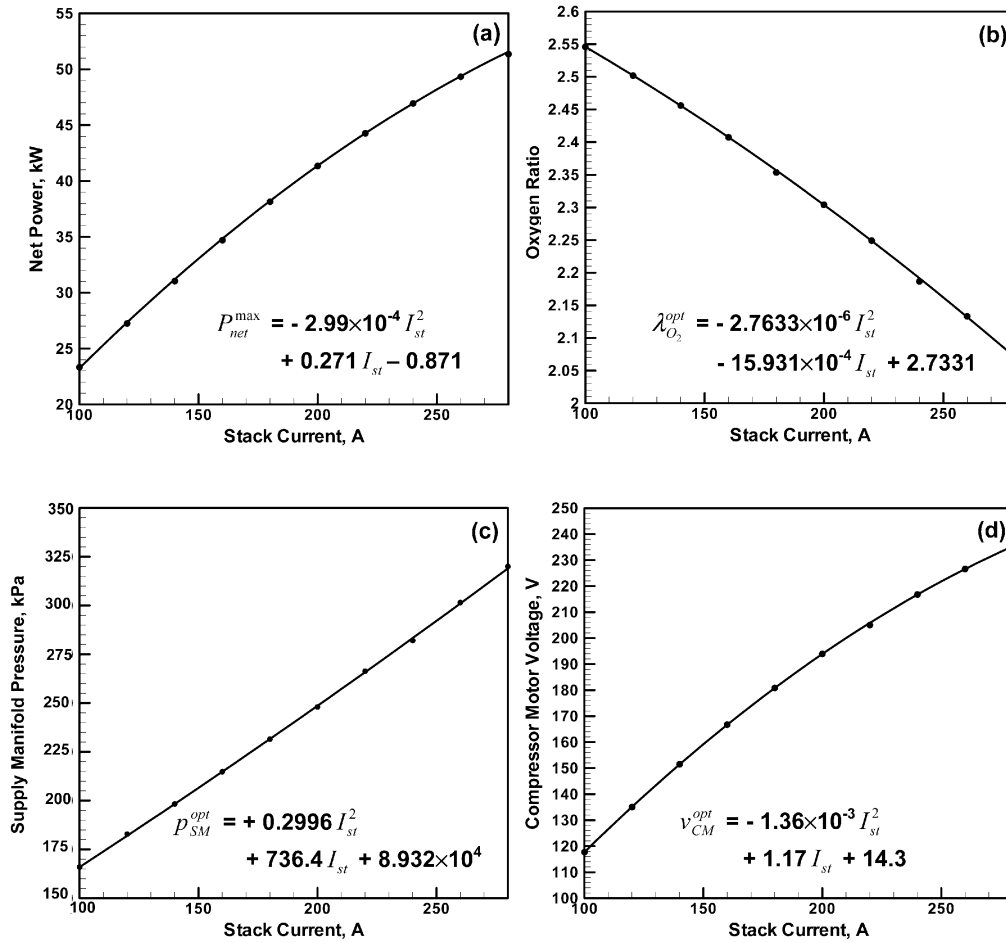 (a)
55
50
45
40
35
30
25
20
Net Power, kW
P_net^max = - 2.99×10^-4 I_st^2
+ 0.271 I_st – 0.871
100 150 200 250
Stack Current, A
(b)
2.6
2.55
2.5
2.45
2.4
2.35
2.3
2.25
2.2
2.15
2.1
2.05
2
Oxygen Ratio
λ_O2^opt = - 2.7633×10^-6 I_st^2
- 15.931×10^-4 I_st + 2.7331
100 150 200 250
Stack Current, A
(c)
350
325
300
275
250
225
200
175
150
Supply Manifold Pressure, kPa
p_SM^opt = + 0.2996 I_st^2
+ 736.4 I_st + 8.932×10^4
100 150 200 250
Stack Current, A
(d)
250
240
230
220
210
200
190
180
170
160
150
140
130
120
110
100
Compressor Motor Voltage, V
v_CM^opt = - 1.36×10^-3 I_st^2
+ 1.17 I_st + 14.3
100 150 200 250
Stack Current, A